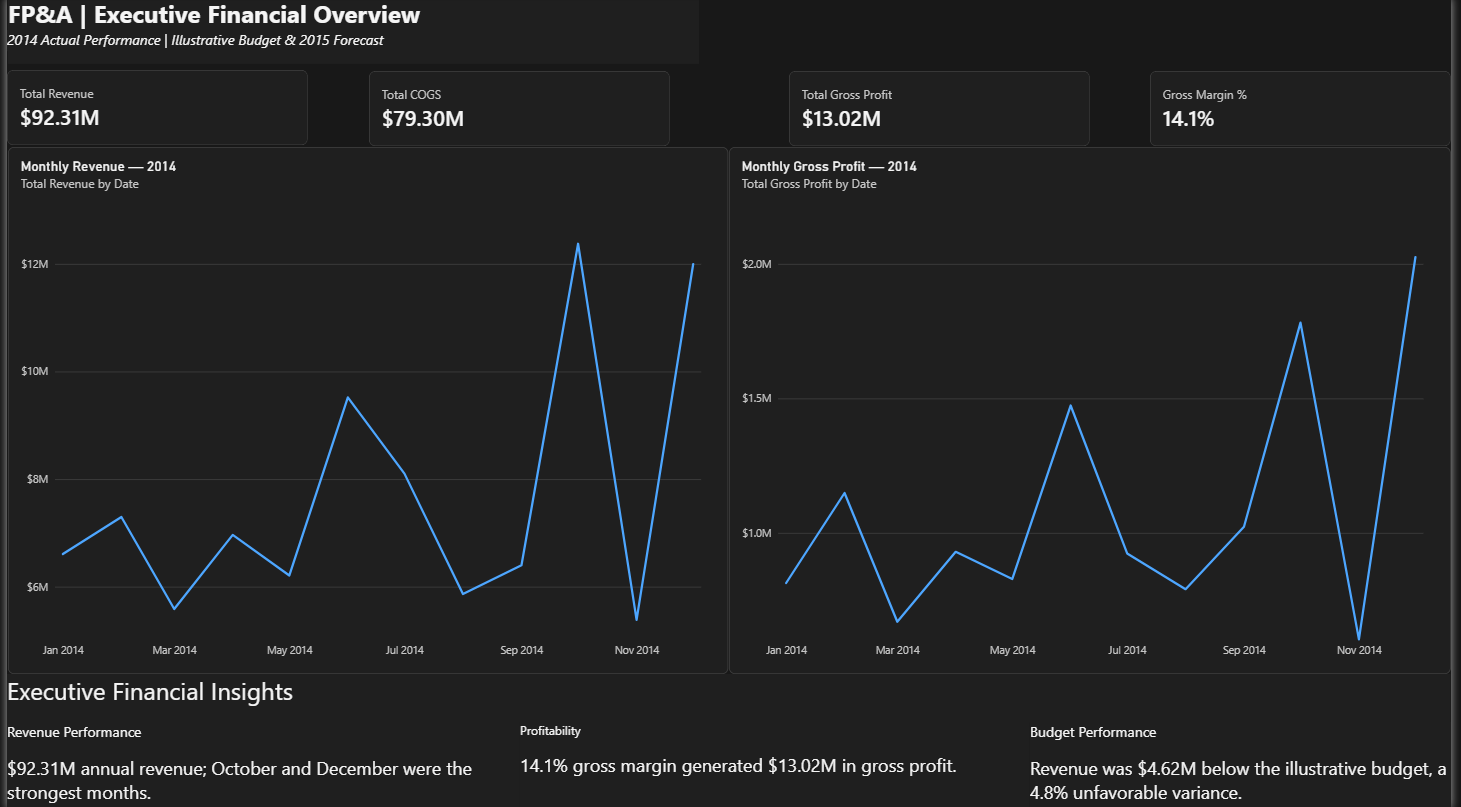 FP&A | Executive Financial Overview
2014 Actual Performance | Illustrative Budget & 2015 Forecast
Total Revenue
$92.31M
Total COGS
$79.30M
Total Gross Profit
$13.02M
Gross Margin %
14.1%
Monthly Revenue — 2014
Total Revenue by Date
$12M
$10M
$8M
$6M
Jan 2014
Mar 2014
May 2014
Jul 2014
Sep 2014
Nov 2014
Monthly Gross Profit — 2014
Total Gross Profit by Date
$2.0M
$1.5M
$1.0M
Jan 2014
Mar 2014
May 2014
Jul 2014
Sep 2014
Nov 2014
Executive Financial Insights
Revenue Performance
$92.31M annual revenue; October and December were the
strongest months.
Profitability
14.1% gross margin generated $13.02M in gross profit.
Budget Performance
Revenue was $4.62M below the illustrative budget, a
4.8% unfavorable variance.